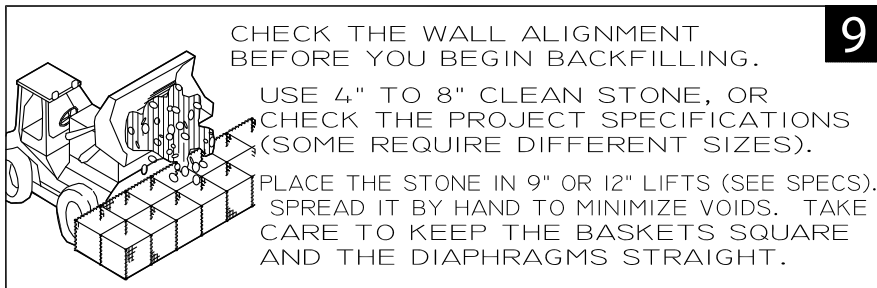 9
CHECK THE WALL ALIGNMENT
BEFORE YOU BEGIN BACKFILLING.
USE 4" TO 8" CLEAN STONE, OR
CHECK THE PROJECT SPECIFICATIONS
(SOME REQUIRE DIFFERENT SIZES).
PLACE THE STONE IN 9" OR 12" LIFTS (SEE SPECS).
SPREAD IT BY HAND TO MINIMIZE VOIDS. TAKE
CARE TO KEEP THE BASKETS SQUARE
AND THE DIAPHRAGMS STRAIGHT.